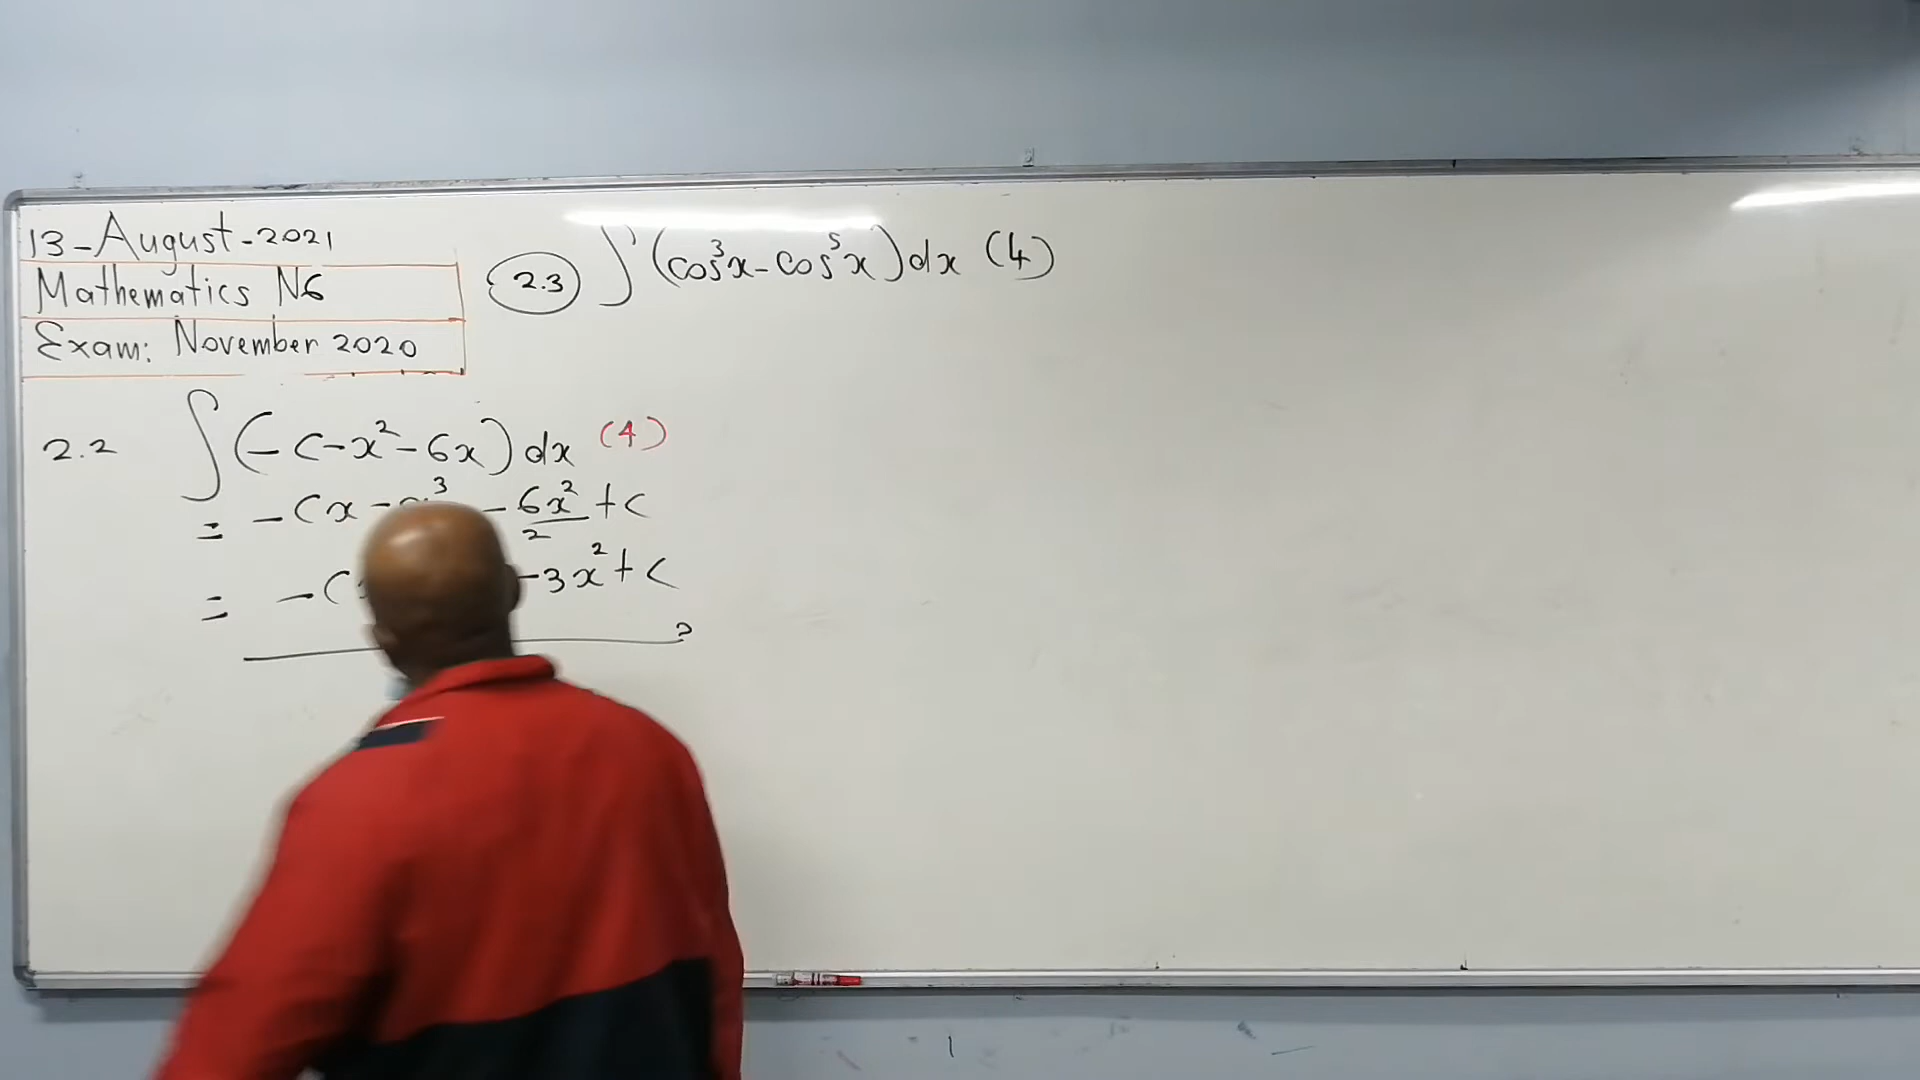 13-August-2021
Mathematics N6
Exam: November 2020
2.3 ∫(cos³x-cos⁵x)dx (4)
2.2 ∫(-c-x²-6x)dx (4)
= -cx - 3 - 6x²/2 + c
= -c -3x² + c